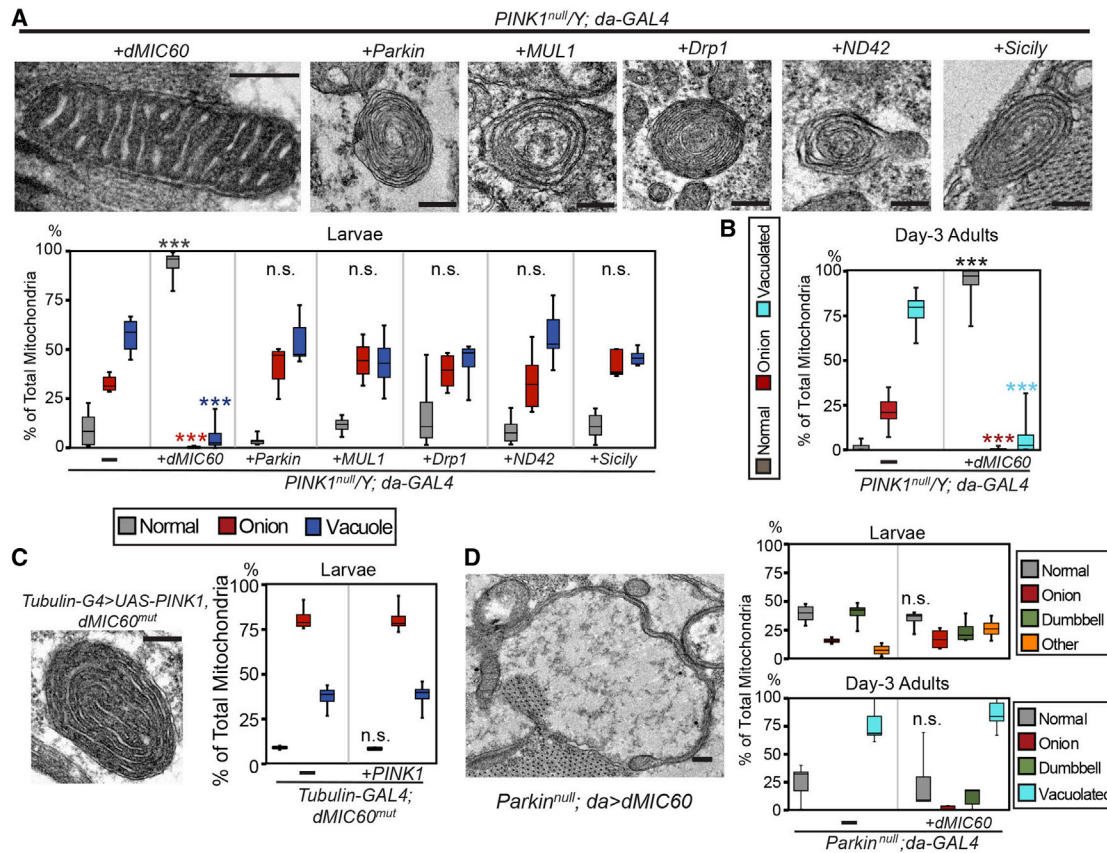 A
PINK1null/Y; da-GAL4
+dMIC60 +Parkin +MUL1 +Drp1 +ND42 +Sicily
%
Larvae
% of Total Mitochondria
100
75
50
25
0
***
***
***
n.s. n.s. n.s. n.s. n.s.
– +dMIC60 +Parkin +MUL1 +Drp1 +ND42 +Sicily
PINK1null/Y; da-GAL4
Normal Onion Vacuole
B
Day-3 Adults
Normal Onion Vacuolated
%
% of Total Mitochondria
100
75
50
25
0
***
***
***
– +dMIC60
PINK1null/Y; da-GAL4
C
Tubulin-G4>UAS-PINK1,
dMIC60mut
Larvae
%
% of Total Mitochondria
100
75
50
25
0
n.s.
– +PINK1
Tubulin-GAL4;
dMIC60mut
D
Parkinnull; da>dMIC60
Larvae
%
% of Total Mitochondria
100
75
50
25
0
n.s.
Normal
Onion
Dumbbell
Other
Day-3 Adults
%
100
75
50
25
0
n.s.
Normal
Onion
Dumbbell
Vacuolated
– +dMIC60
Parkinnull;da-GAL4